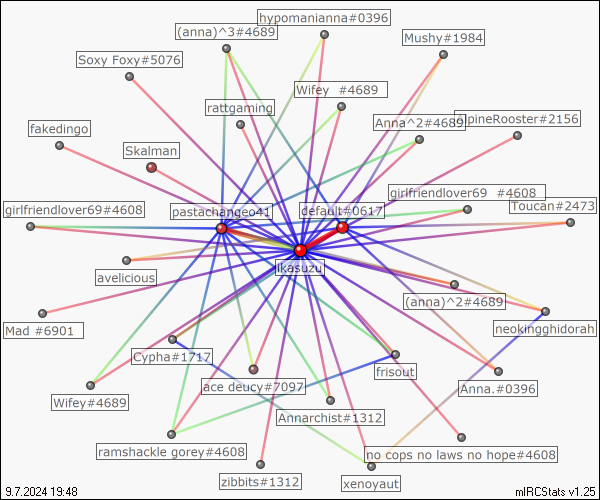 hypomanianna#0396
(anna)^3#4689
Mushy#1984
Soxy Foxy#5076
Wifey #4689
rattgaming
Anna^2#4689
lpineRooster#2156
fakedingo
Skalman
girlfriendlover69 #4608
girlfriendlover69#4608
pastachangeo41
default#0617
Toucan#2473
ikasuzu
avelicious
(anna)^2#4689
Mad #6901
neokingghidorah
Cypha#1717
frisout
ace deucy#7097
Anna.#0396
Wifey#4689
Annarchist#1312
ramshackle gorey#4608
no cops no laws no hope#4608
zibbits#1312
xenoyaut
9.7.2024 19:48
mIRCStats v1.25